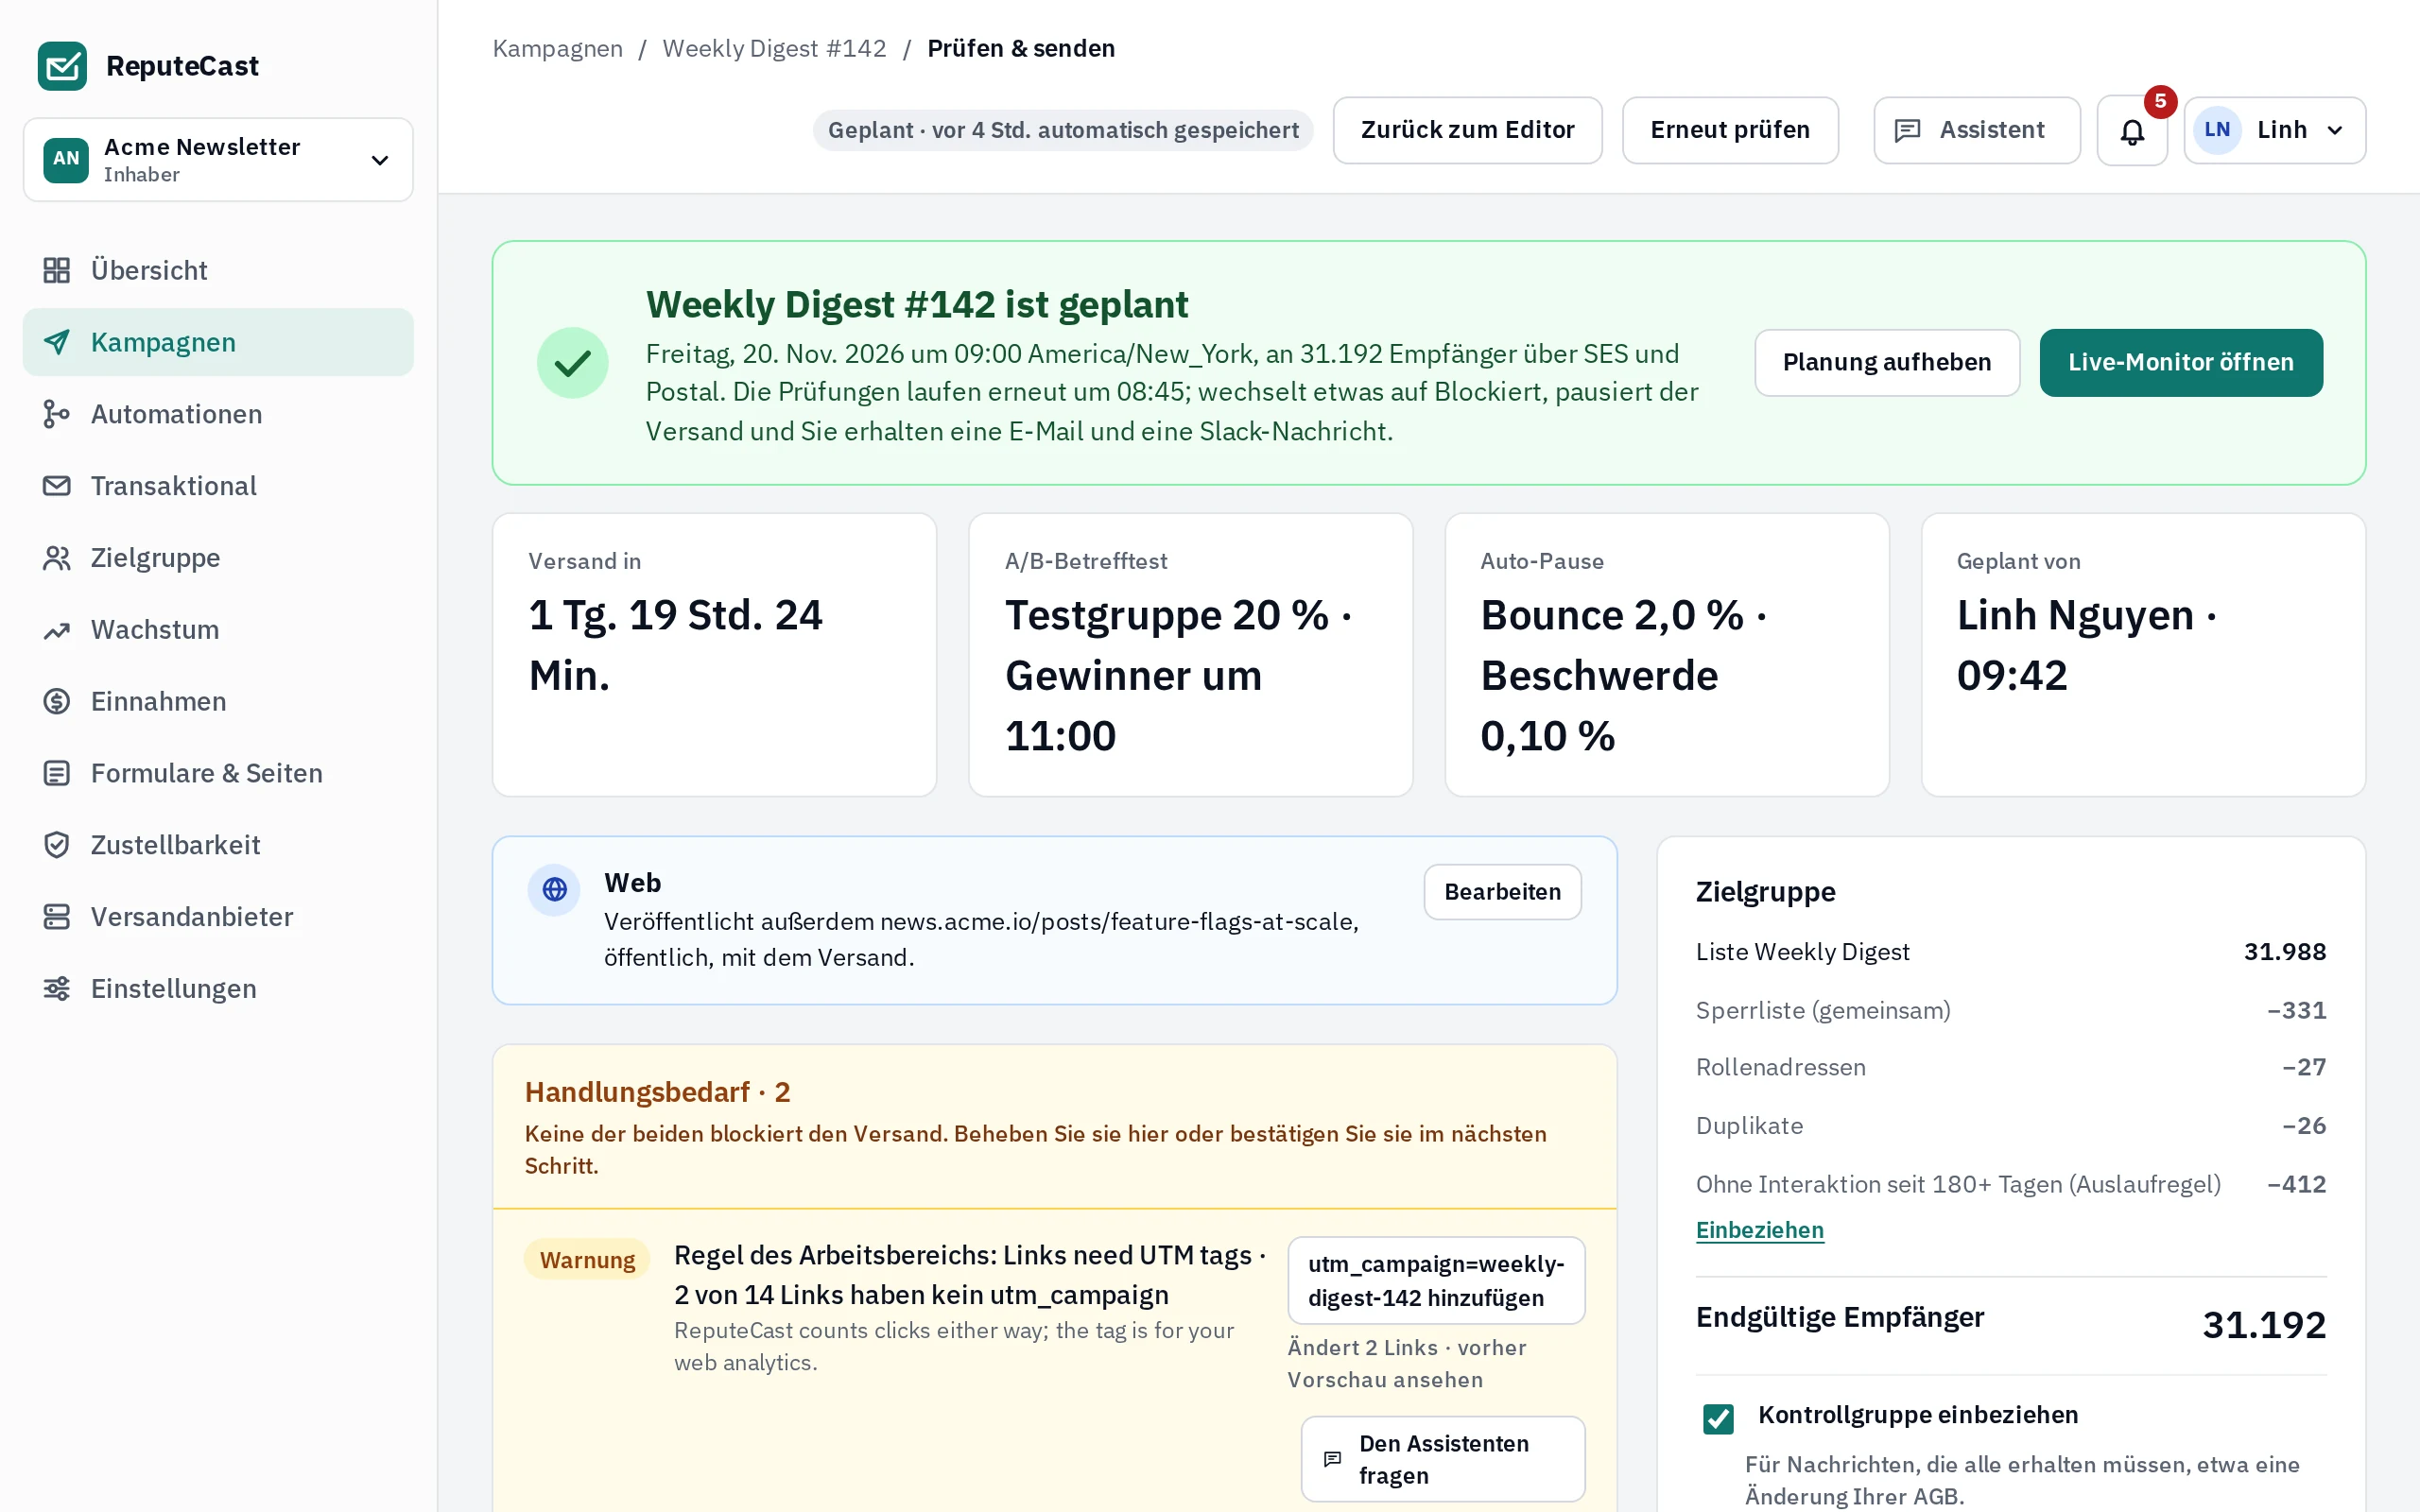 ReputeCast
AN
Acme Newsletter
Inhaber
Übersicht
Kampagnen
Automationen
Transaktional
Zielgruppe
Wachstum
Einnahmen
Formulare & Seiten
Zustellbarkeit
Versandanbieter
Einstellungen
Kampagnen / Weekly Digest #142 / Prüfen & senden
Geplant · vor 4 Std. automatisch gespeichert
Zurück zum Editor
Erneut prüfen
Assistent
5
LN
Linh
Weekly Digest #142 ist geplant
Freitag, 20. Nov. 2026 um 09:00 America/New_York, an 31.192 Empfänger über SES und
Postal. Die Prüfungen laufen erneut um 08:45; wechselt etwas auf Blockiert, pausiert der
Versand und Sie erhalten eine E-Mail und eine Slack-Nachricht.
Planung aufheben
Live-Monitor öffnen
Versand in
1 Tg. 19 Std. 24
Min.
A/B-Betrefftest
Testgruppe 20 % ·
Gewinner um
11:00
Auto-Pause
Bounce 2,0 % ·
Beschwerde
0,10 %
Geplant von
Linh Nguyen ·
09:42
Web
Veröffentlicht außerdem news.acme.io/posts/feature-flags-at-scale,
öffentlich, mit dem Versand.
Bearbeiten
Handlungsbedarf · 2
Keine der beiden blockiert den Versand. Beheben Sie sie hier oder bestätigen Sie sie im nächsten
Schritt.
Warnung
Regel des Arbeitsbereichs: Links need UTM tags ·
2 von 14 Links haben kein utm_campaign
ReputeCast counts clicks either way; the tag is for your
web analytics.
utm_campaign=weekly-
digest-142 hinzufügen
Ändert 2 Links · vorher
Vorschau ansehen
Den Assistenten
fragen
Zielgruppe
Liste Weekly Digest 31.988
Sperrliste (gemeinsam) −331
Rollenadressen −27
Duplikate −26
Ohne Interaktion seit 180+ Tagen (Auslaufregel) −412
Einbeziehen
Endgültige Empfänger 31.192
Kontrollgruppe einbeziehen
Für Nachrichten, die alle erhalten müssen, etwa eine
Änderung Ihrer AGB.